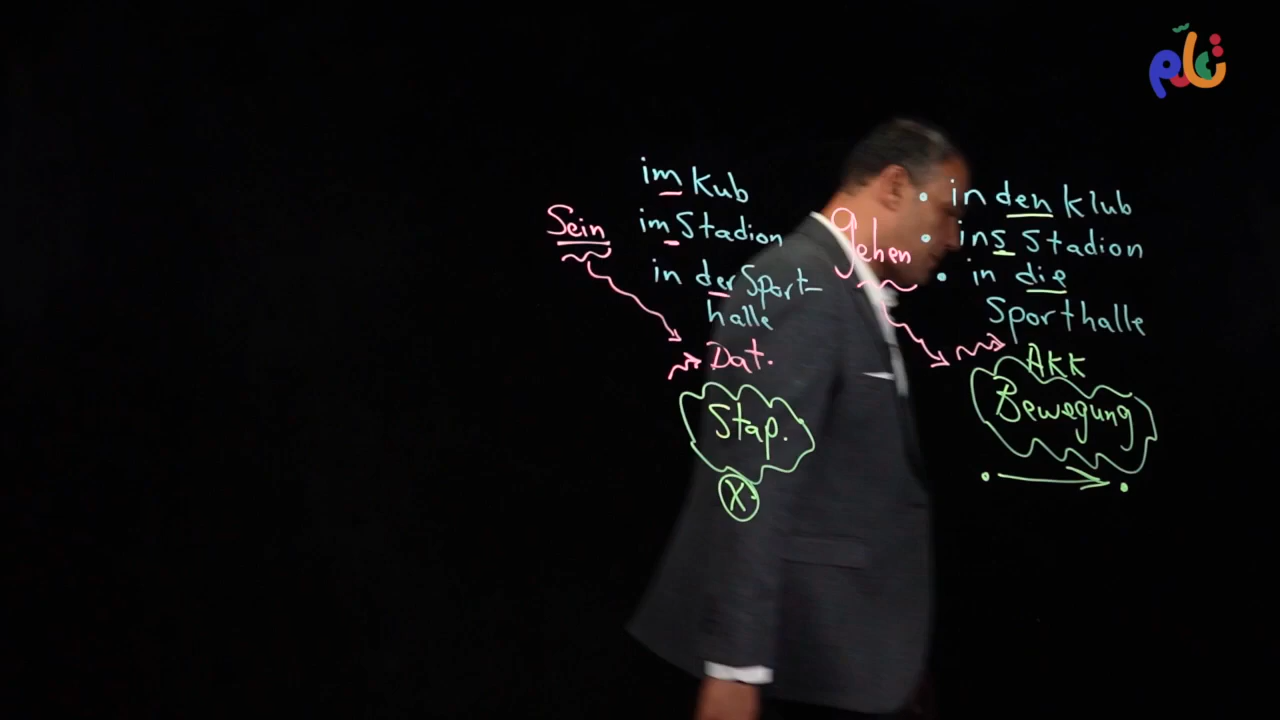 im Kub
im Stadion
in der Sport-
halle
Sein
Dat.
Stap.
X
gehen
in den Klub
ins Stadion
in die
Sporthalle
AKK
Bewegung